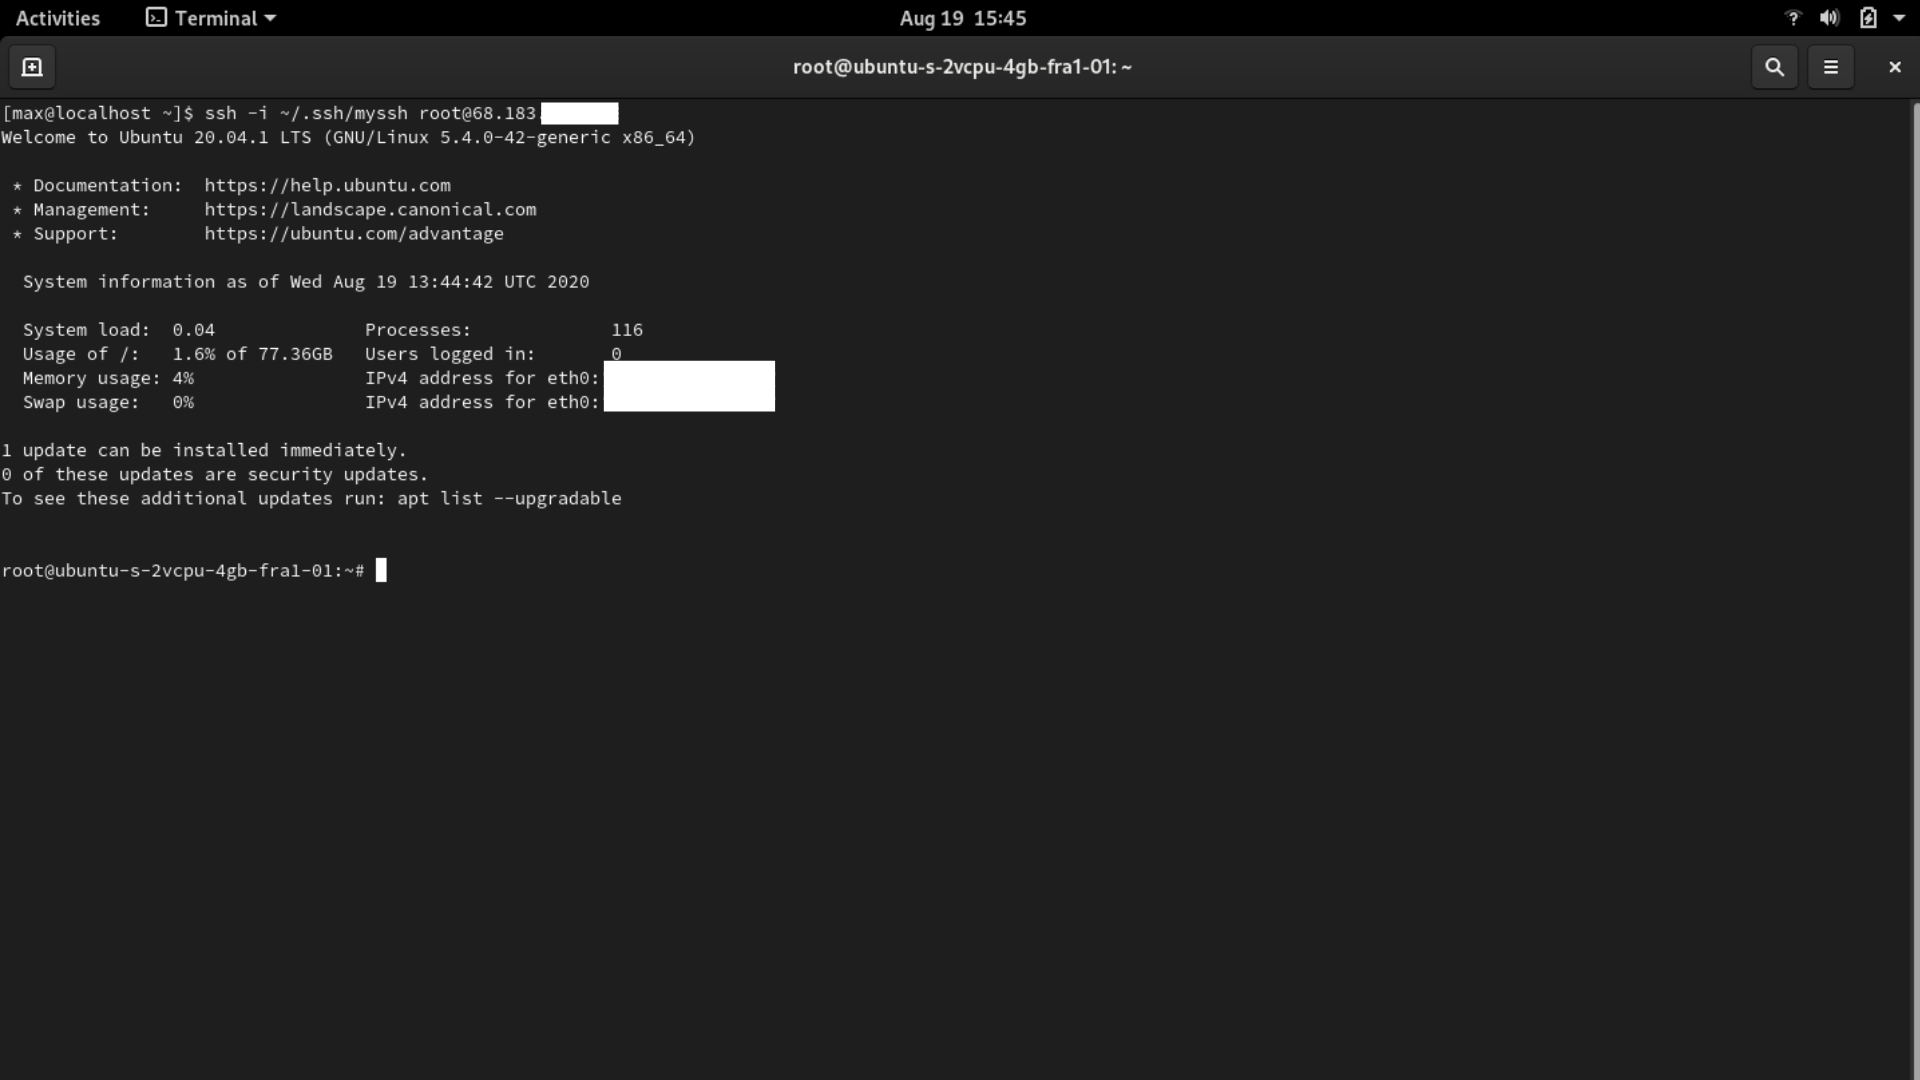 Activities Terminal Aug 19 15:45
root@ubuntu-s-2vcpu-4gb-fra1-01: ~
[max@localhost ~]$ ssh -i ~/.ssh/myssh root@68.183
Welcome to Ubuntu 20.04.1 LTS (GNU/Linux 5.4.0-42-generic x86_64)
* Documentation: https://help.ubuntu.com
* Management: https://landscape.canonical.com
* Support: https://ubuntu.com/advantage
System information as of Wed Aug 19 13:44:42 UTC 2020
System load: 0.04 Processes: 116
Usage of /: 1.6% of 77.36GB Users logged in: 0
Memory usage: 4% IPv4 address for eth0:
Swap usage: 0% IPv4 address for eth0:
1 update can be installed immediately.
0 of these updates are security updates.
To see these additional updates run: apt list --upgradable
root@ubuntu-s-2vcpu-4gb-fra1-01:~#